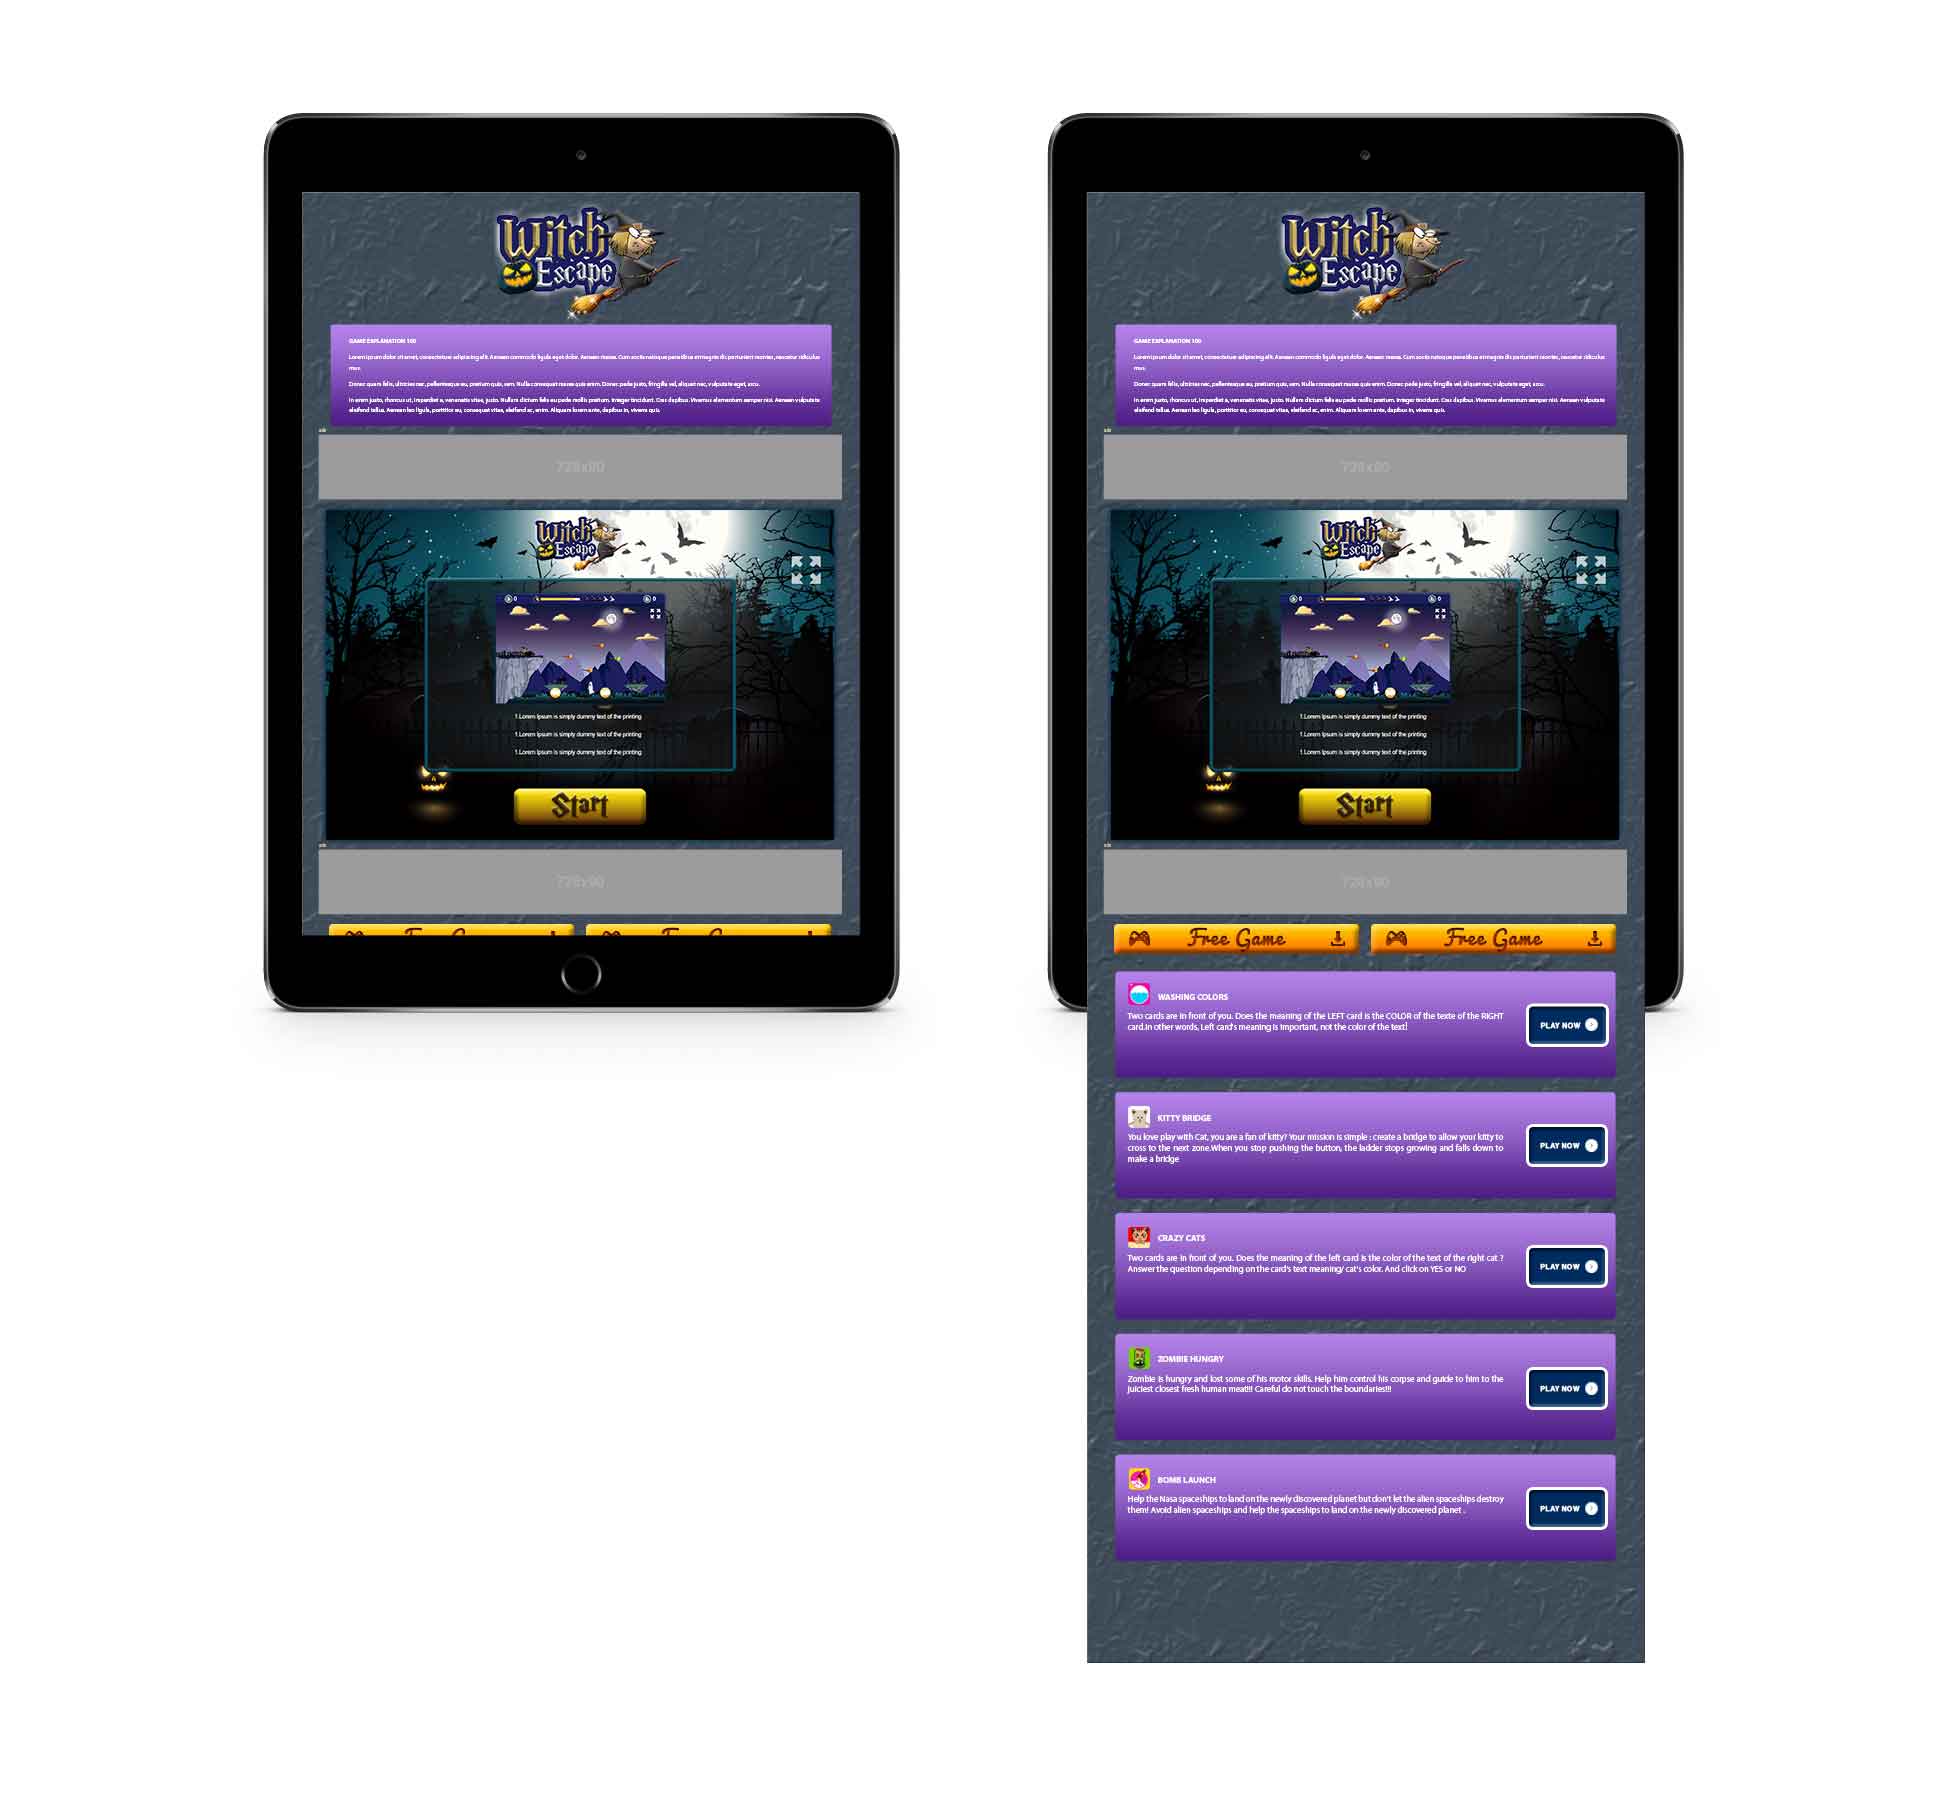 Witch
Escape
GAME EXPLANATION 100
Lorem ipsum dolor sit amet, consectetuer adipiscing elit. Aenean commodo ligula eget dolor. Aenean massa. Cum sociis natoque penatibus et magnis dis parturient montes, nascetur ridiculus
mus.
Donec quam felis, ultricies nec, pellentesque eu, pretium quis, sem. Nulla consequat massa quis enim. Donec pede justo, fringilla vel, aliquet nec, vulputate eget, arcu.
In enim justo, rhoncus ut, imperdiet a, venenatis vitae, justo. Nullam dictum felis eu pede mollis pretium. Integer tincidunt. Cras dapibus. Vivamus elementum semper nisi. Aenean vulputate
eleifend tellus. Aenean leo ligula, porttitor eu, consequat vitae, eleifend ac, enim. Aliquam lorem ante, dapibus in, viverra quis.
728x90
Witch
Escape
0 0
1.Lorem Ipsum is simply dummy text of the printing
1.Lorem Ipsum is simply dummy text of the printing
1.Lorem Ipsum is simply dummy text of the printing
Start
728x90
Free Game Free Game
Witch
Escape
GAME EXPLANATION 100
Lorem ipsum dolor sit amet, consectetuer adipiscing elit. Aenean commodo ligula eget dolor. Aenean massa. Cum sociis natoque penatibus et magnis dis parturient montes, nascetur ridiculus
mus.
Donec quam felis, ultricies nec, pellentesque eu, pretium quis, sem. Nulla consequat massa quis enim. Donec pede justo, fringilla vel, aliquet nec, vulputate eget, arcu.
In enim justo, rhoncus ut, imperdiet a, venenatis vitae, justo. Nullam dictum felis eu pede mollis pretium. Integer tincidunt. Cras dapibus. Vivamus elementum semper nisi. Aenean vulputate
eleifend tellus. Aenean leo ligula, porttitor eu, consequat vitae, eleifend ac, enim. Aliquam lorem ante, dapibus in, viverra quis.
728x90
Witch
Escape
0 0
1.Lorem Ipsum is simply dummy text of the printing
1.Lorem Ipsum is simply dummy text of the printing
1.Lorem Ipsum is simply dummy text of the printing
Start
728x90
Free Game Free Game
WASHING COLORS
Two cards are in front of you. Does the meaning of the LEFT card is the COLOR of the texte of the RIGHT
card.In other words, Left card's meaning is important, not the color of the text!
PLAY NOW
KITTY BRIDGE
You love play with Cat, you are a fan of kitty? Your mission is simple : create a bridge to allow your kitty to
cross to the next zone.When you stop pushing the button, the ladder stops growing and falls down to
make a bridge
PLAY NOW
CRAZY CATS
Two cards are in front of you. Does the meaning of the left card is the color of the text of the right cat ?
Answer the question depending on the card's text meaning/ cat's color. And click on YES or NO
PLAY NOW
ZOMBIE HUNGRY
Zombie is hungry and lost some of his motor skills. Help him control his corpse and guide to him to the
juiciest closest fresh human meat!!! Careful do not touch the boundaries!!!
PLAY NOW
BOMB LAUNCH
Help the Nasa spaceships to land on the newly discovered planet but don't let the alien spaceships destroy
them! Avoid alien spaceships and help the spaceships to land on the newly discovered planet .
PLAY NOW